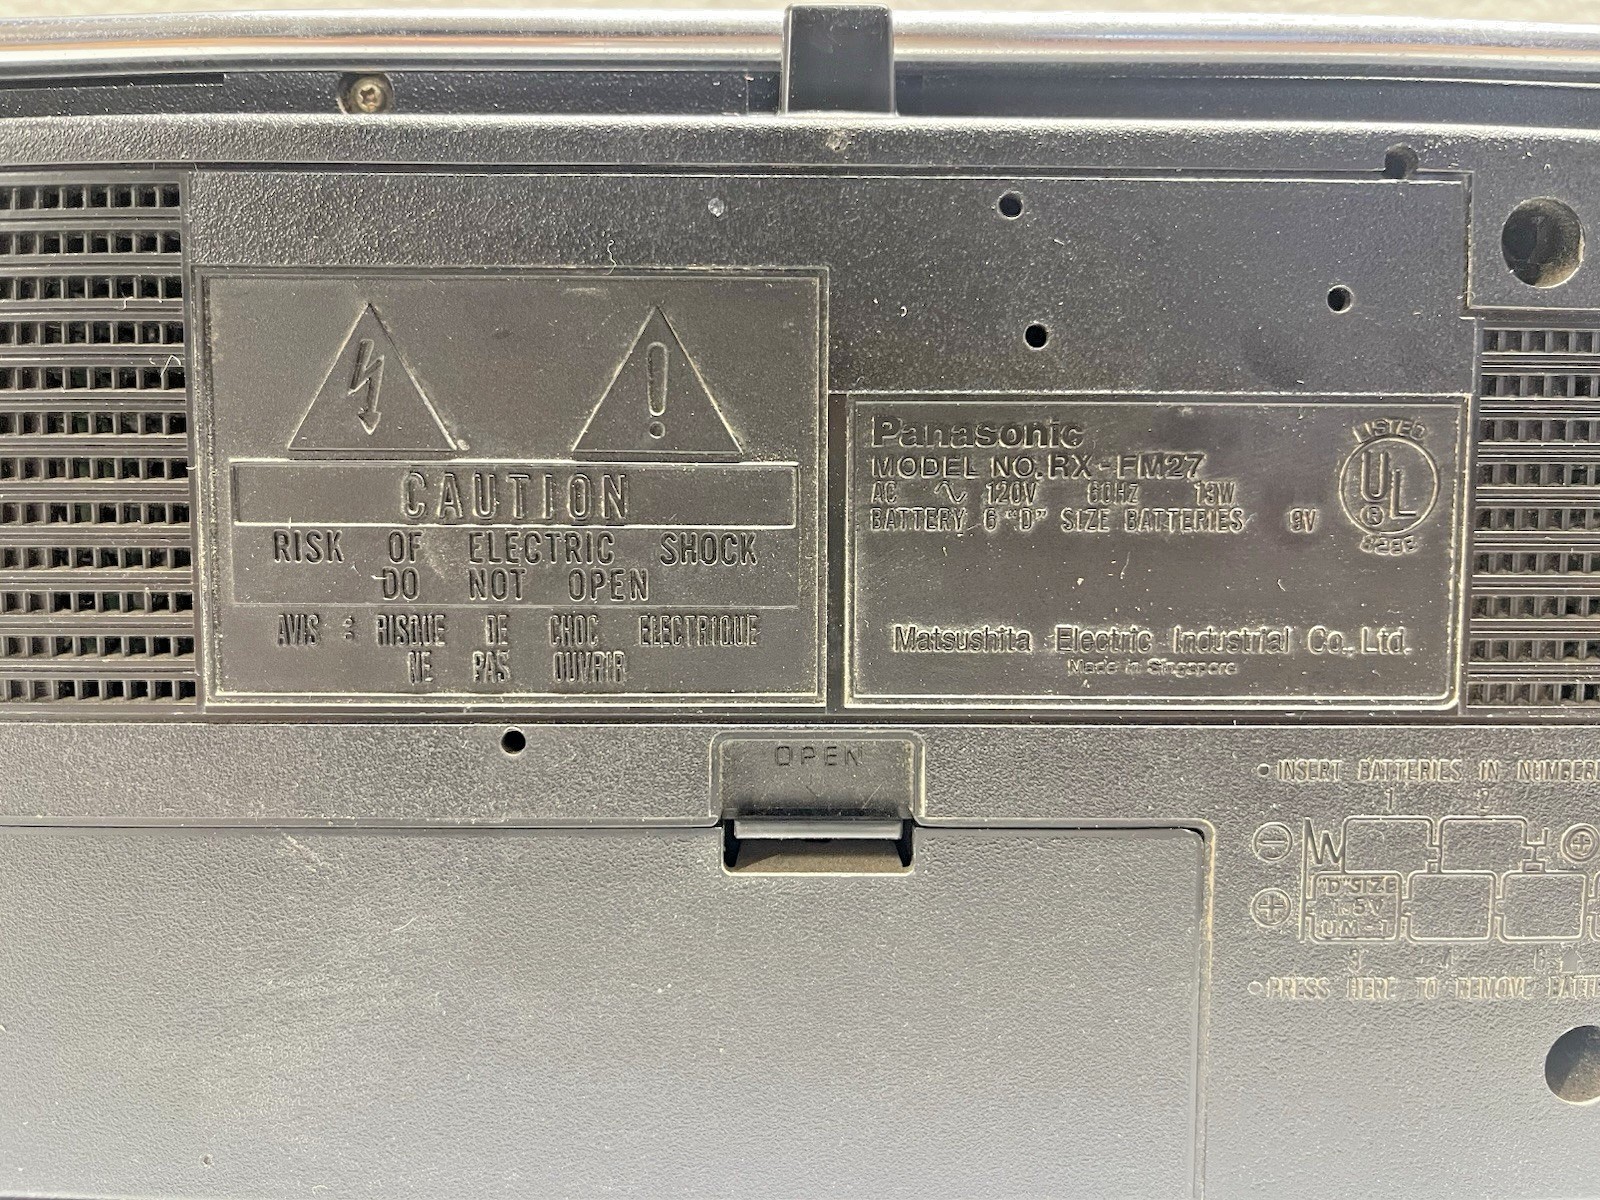 CAUTION
RISK OF ELECTRIC SHOCK
DO NOT OPEN
AVIS : RISQUE DE CHOC ELECTRIQUE
NE PAS OUVRIR
Panasonic
MODEL NO. RX-FM27
AC ∿ 120V 60HZ 13W
BATTERY 6 "D" SIZE BATTERIES 9V
LISTED
UL
®
Matsushita Electric Industrial Co., Ltd.
Made in Singapore
OPEN
• INSERT BATTERIES IN
1 2
⊖ ⊕
"D" SIZE
⊕ 1.5V
UM-1
3 4
• PRESS HERE TO REMOVE